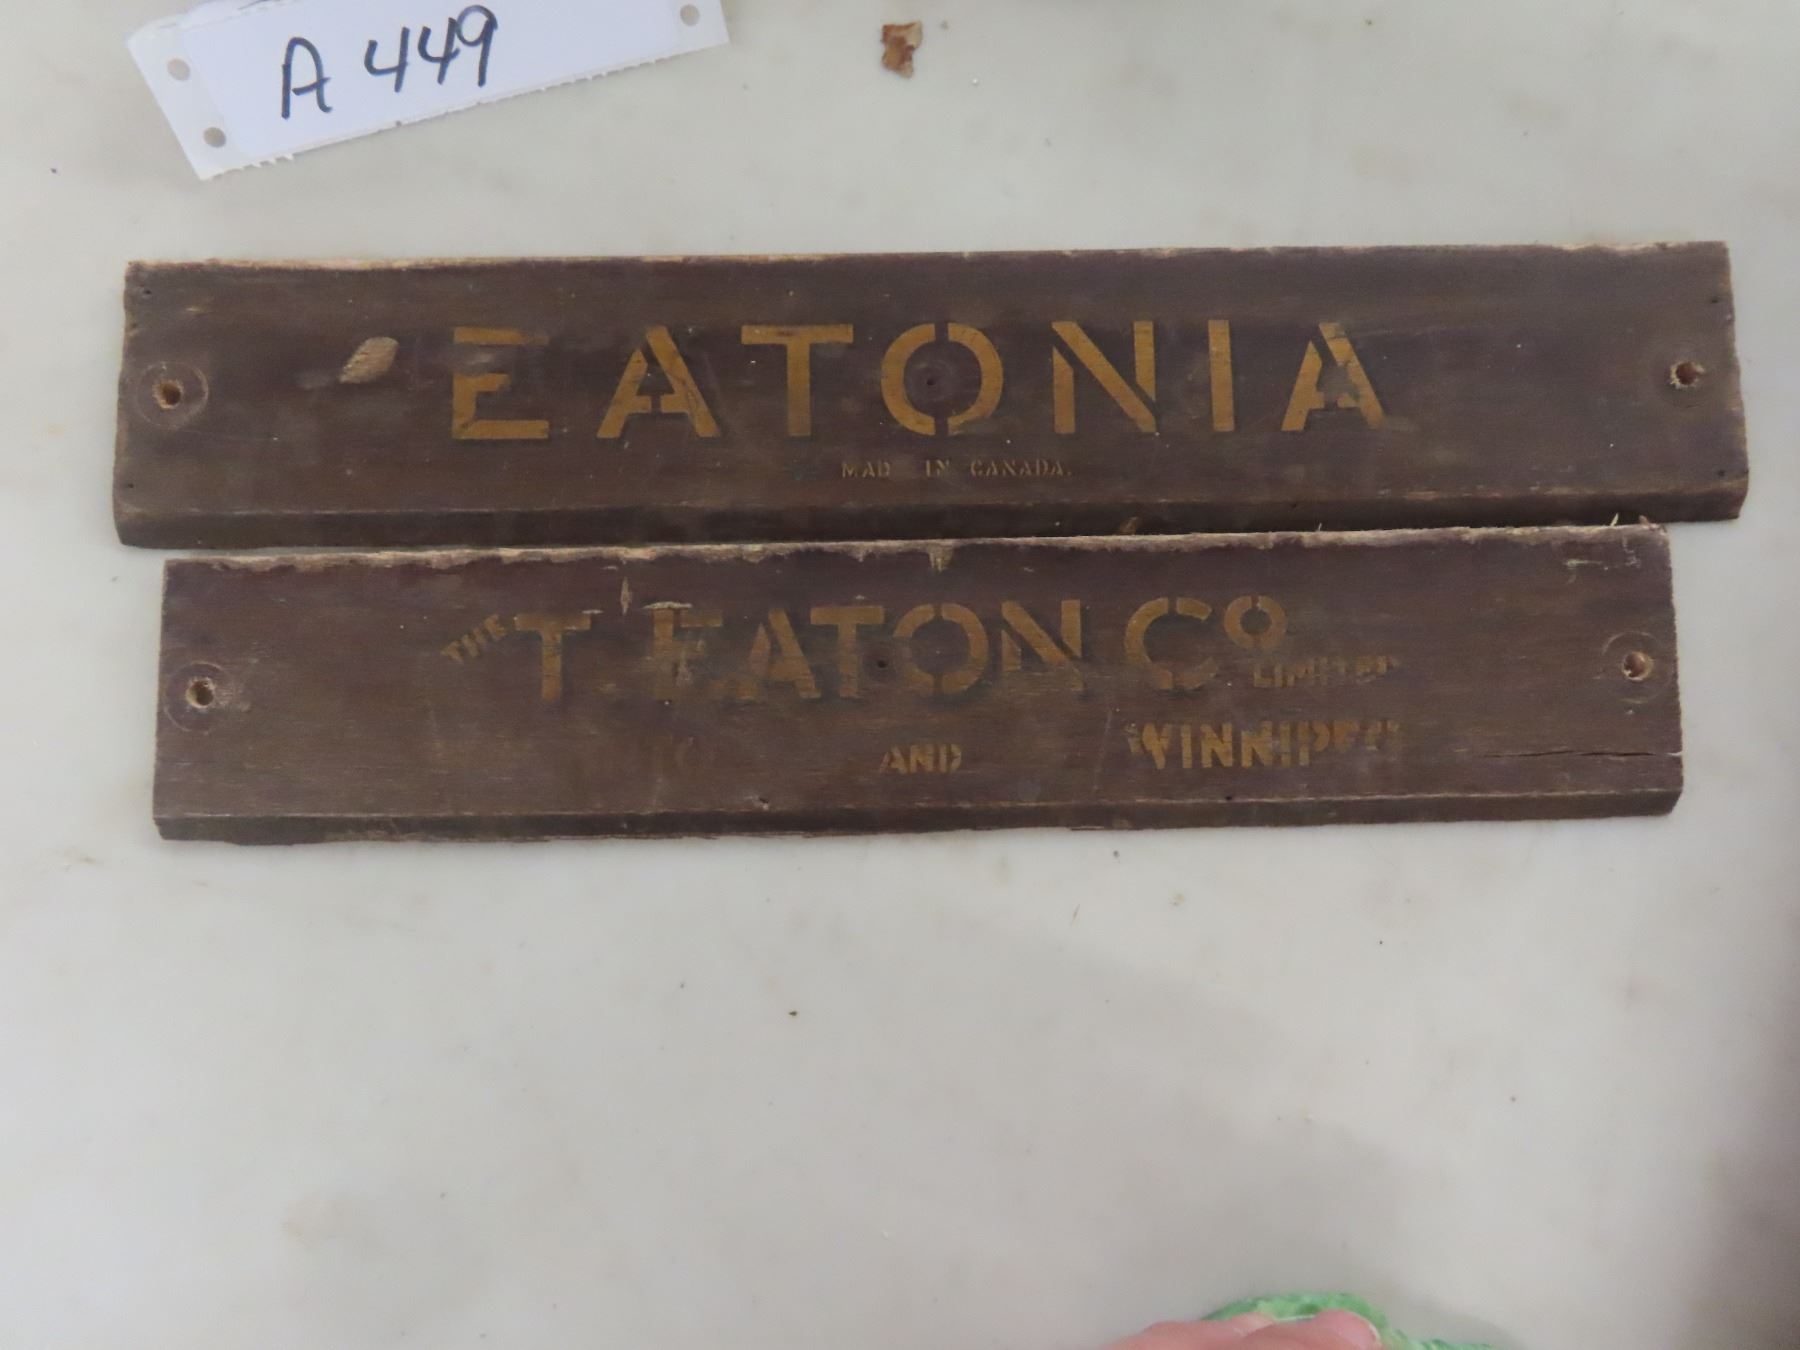 A 449
EATONIA
MAD IN CANADA.
THE T. EATON Co LIMITED
AND WINNIPEG